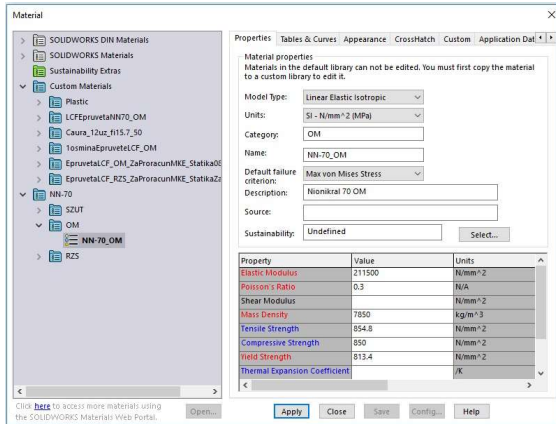 Material
SOLIDWORKS DIN Materials
SOLIDWORKS Materials
Sustainability Extras
Custom Materials
Plastic
LCFEpruvetaNN70_OM
Caura_12uz_fi15.7_50
1osminaEpruveteLCF_OM
EpruvetaLCF_OM_ZaProracunMKE_Statika08
EpruvetaLCF_RZS_ZaProracunMKE_StatikaZa
NN-70
SZUT
OM
NN-70_OM
RZS
Click here to access more materials using
the SOLIDWORKS Materials Web Portal.
Open...
Properties Tables & Curves Appearance CrossHatch Custom Application Dat
Material properties
Materials in the default library can not be edited. You must first copy the material
to a custom library to edit it.
Model Type: Linear Elastic Isotropic
Units: SI - N/mm^2 (MPa)
Category: OM
Name: NN-70_OM
Default failure
criterion: Max von Mises Stress
Description: Nionikral 70 OM
Source:
Sustainability: Undefined Select...
Property Value Units
Elastic Modulus 211500 N/mm^2
Poisson's Ratio 0.3 N/A
Shear Modulus N/mm^2
Mass Density 7850 kg/m^3
Tensile Strength 854.8 N/mm^2
Compressive Strength 850 N/mm^2
Yield Strength 813.4 N/mm^2
Thermal Expansion Coefficient /K
Apply Close Save Config... Help